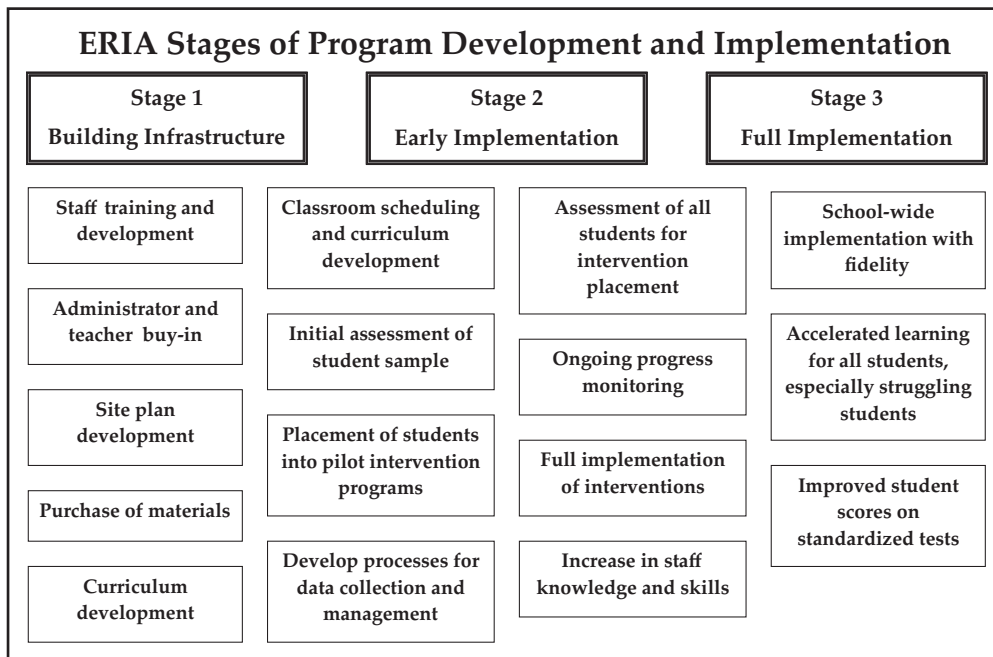 ERIA Stages of Program Development and Implementation
Stage 1
Building Infrastructure
Stage 2
Early Implementation
Stage 3
Full Implementation
Staff training and
development
Administrator and
teacher buy-in
Site plan
development
Purchase of materials
Curriculum
development
Classroom scheduling
and curriculum
development
Initial assessment of
student sample
Placement of students
into pilot intervention
programs
Develop processes for
data collection and
management
Assessment of all
students for
intervention
placement
Ongoing progress
monitoring
Full implementation
of interventions
Increase in staff
knowledge and skills
School-wide
implementation with
fidelity
Accelerated learning
for all students,
especially struggling
students
Improved student
scores on
standardized tests